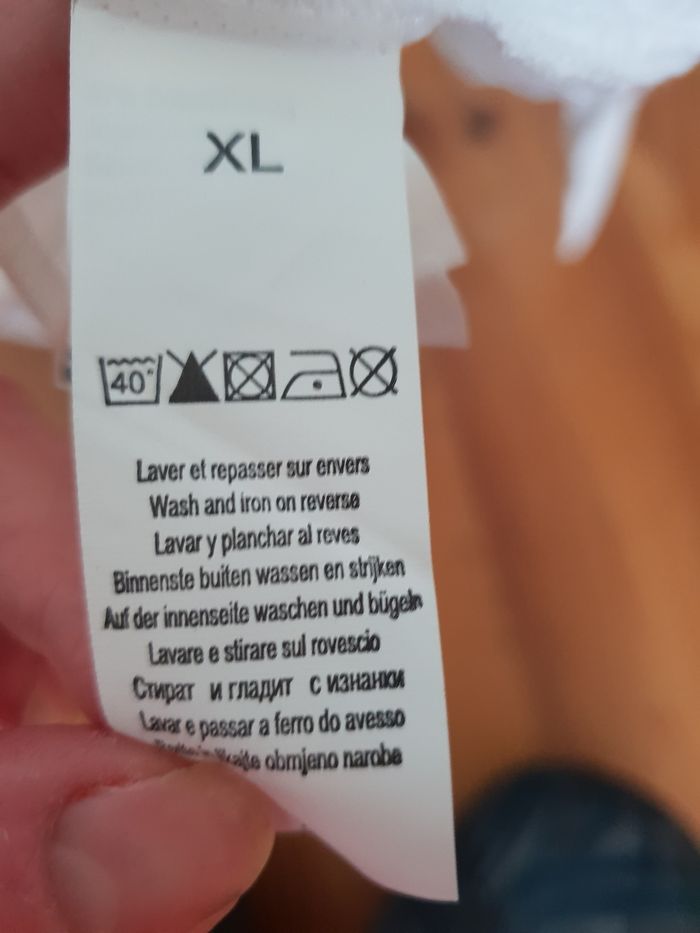 XL
40°
Laver et repasser sur envers
Wash and iron on reverse
Lavar y planchar al reves
Binnenste buiten wassen en strijken
Auf der innenseite waschen und bügeln
Lavare e stirare sul rovescio
Стират и гладит с изнанки
Lavar e passar a ferro do avesso
obrnjeno narobe